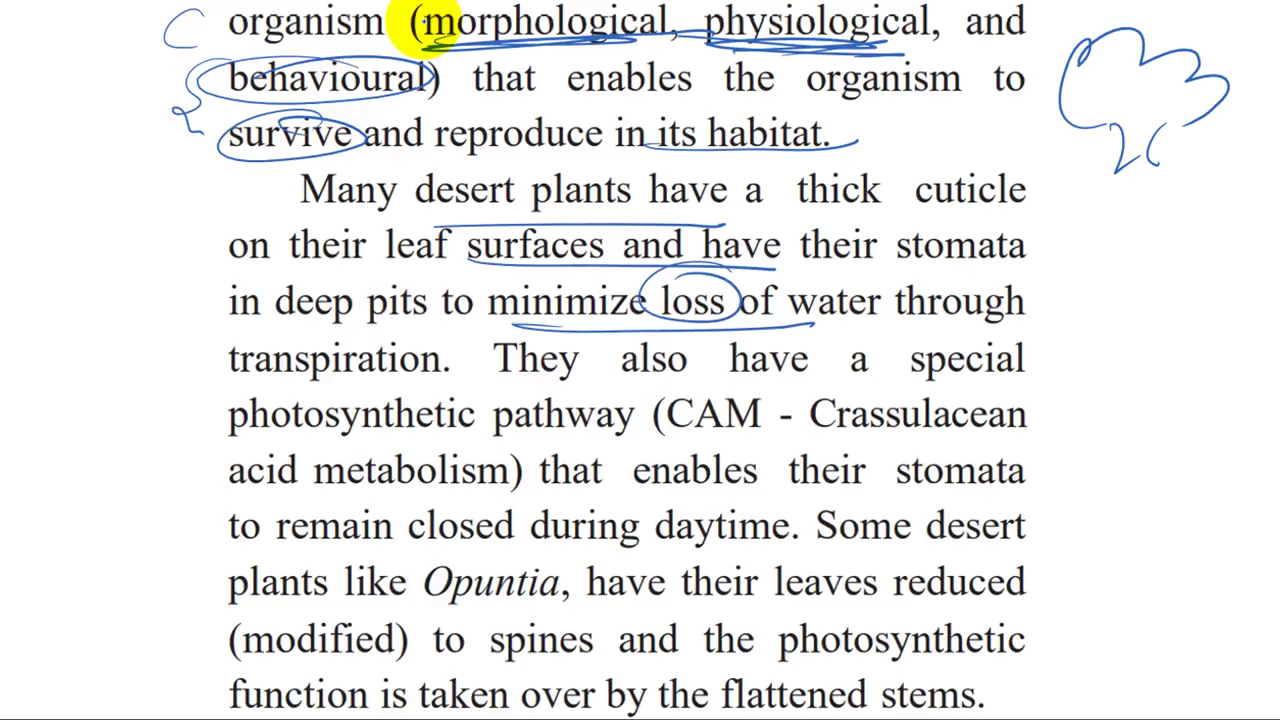 organism (morphological, physiological, and
behavioural) that enables the organism to
survive and reproduce in its habitat.
Many desert plants have a thick cuticle
on their leaf surfaces and have their stomata
in deep pits to minimize loss of water through
transpiration. They also have a special
photosynthetic pathway (CAM - Crassulacean
acid metabolism) that enables their stomata
to remain closed during daytime. Some desert
plants like Opuntia, have their leaves reduced
(modified) to spines and the photosynthetic
function is taken over by the flattened stems.